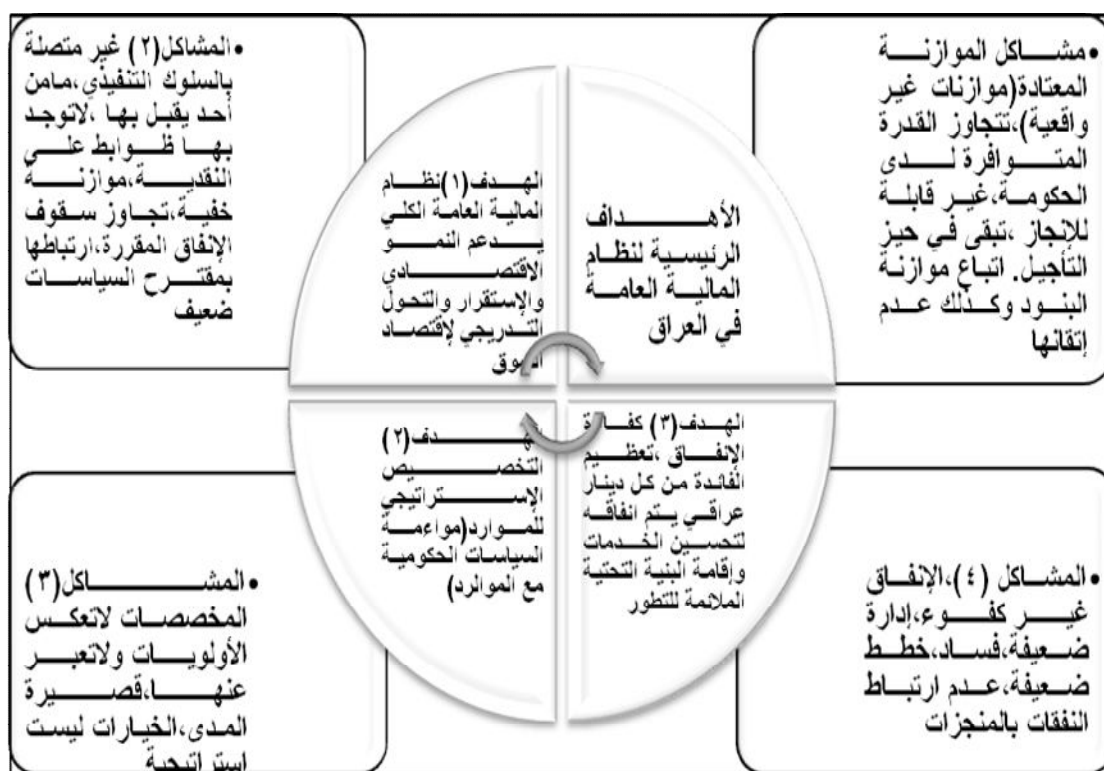 •مشاكل الموازنة
المعتادة(موازنات غير
واقعية)،تتجاوز القدرة
المتوافرة لدى
الحكومة،غير قابلة
للإنجاز ،تبقى في حيز
التأجيل. اتباع موازنة
البنود وكذلك عدم
إتقانها
•المشاكل(٢) غير متصلة
بالسلوك التنفيذي،مامن
أحد يقبل بها ،لاتوجد
بها ظوابط على
النقدية،موازنة
خفية،تجاوز سقوف
الإنفاق المقررة،ارتباطها
بمقترح السياسات
ضعيف
الأهداف
الرئيسية لنظام
المالية العامة
في العراق
الهدف(١)نظام
المالية العامة الكلي
يدعم النمو
الاقتصادي
والإستقرار والتحول
التدريجي لإقتصاد
الهدف(٣) كفاءة
الإنفاق ،تعظيم
الفائدة من كل دينار
عراقي يتم انفاقه
لتحسين الخدمات
وإقامة البنية التحتية
الملائمة للتطور
الهدف(٢)
التخصيص
الإستراتيجي
للموارد(مواءمة
السياسات الحكومية
مع الموالرد)
•المشاكل (٤)،الإنفاق
غير كفوء،إدارة
ضعيفة،فساد،خطط
ضعيفة،عدم ارتباط
النفقات بالمنجزات
•المشاكل(٣)
المخصصات لاتعكس
الأولويات ولاتعبر
عنها،قصيرة
المدى،الخيارات ليست
استراتيجية